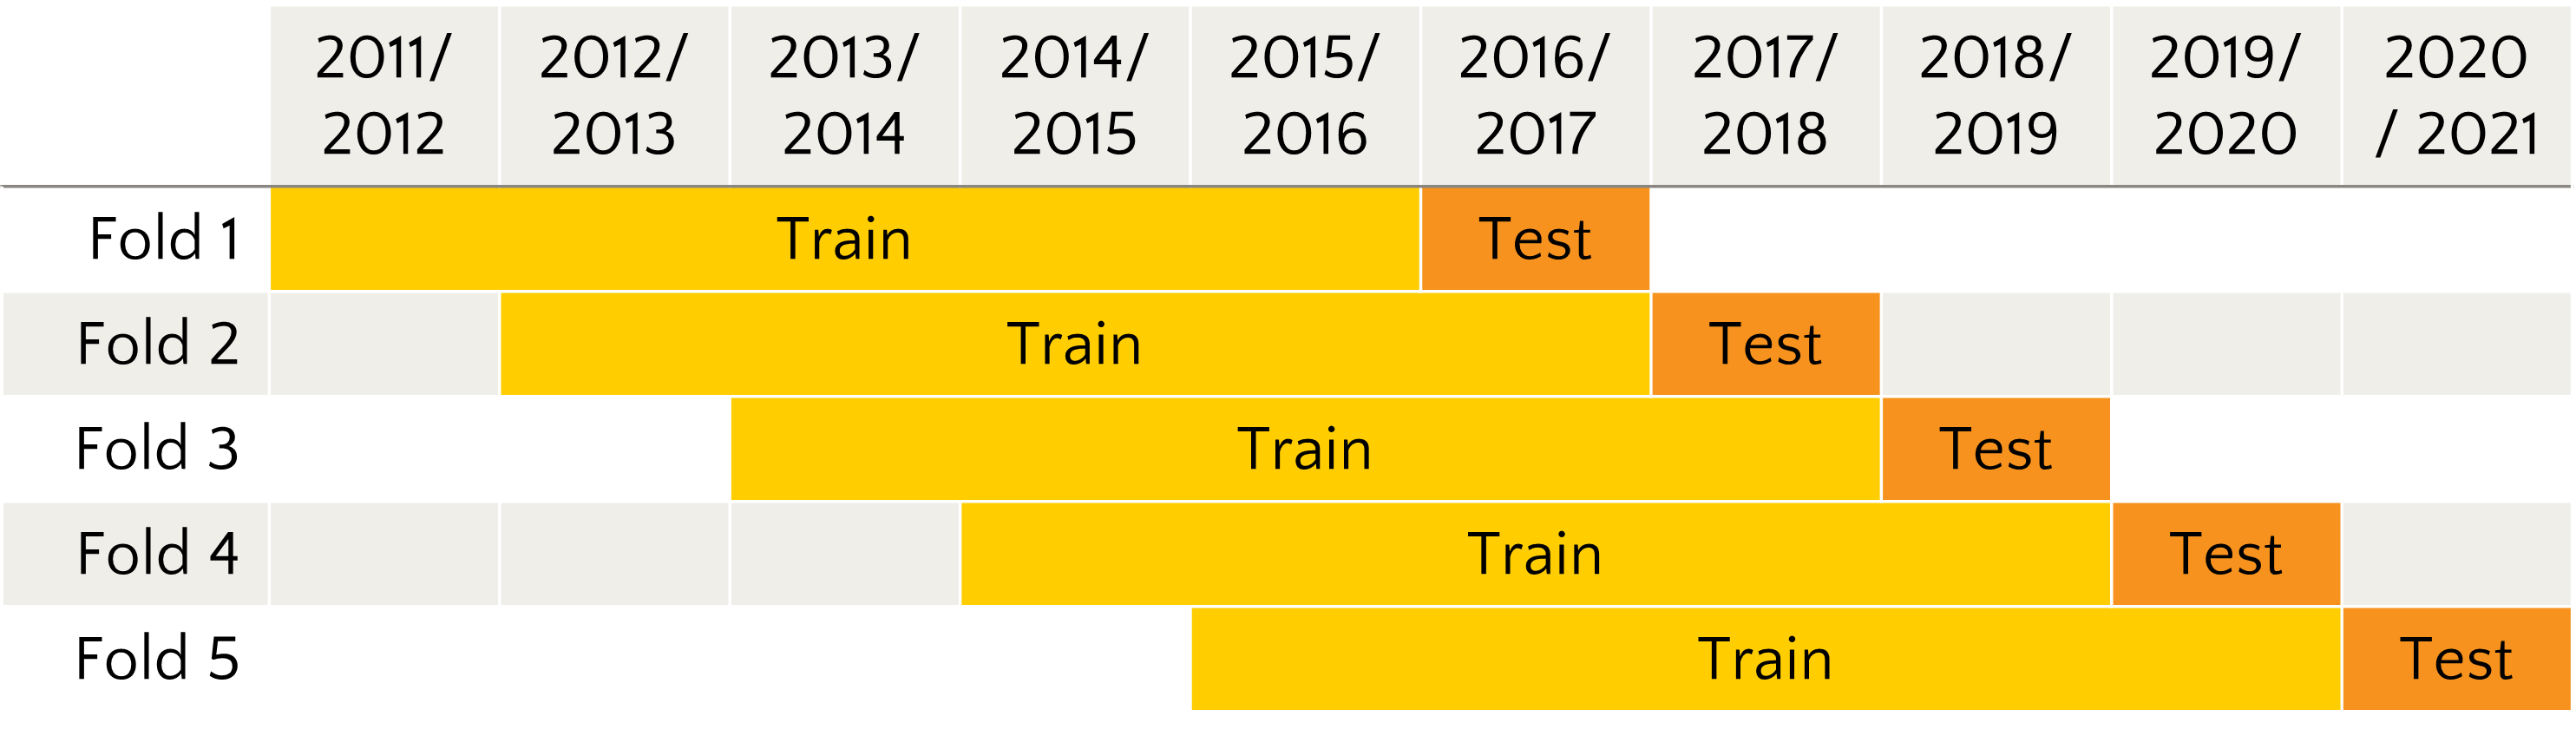 2011/ 2012/ 2013/ 2014/ 2015/ 2016/ 2017/ 2018/ 2019/ 2020
2012 2013 2014 2015 2016 2017 2018 2019 2020 / 2021
Fold 1 Train Test
Fold 2 Train Test
Fold 3 Train Test
Fold 4 Train Test
Fold 5 Train Test